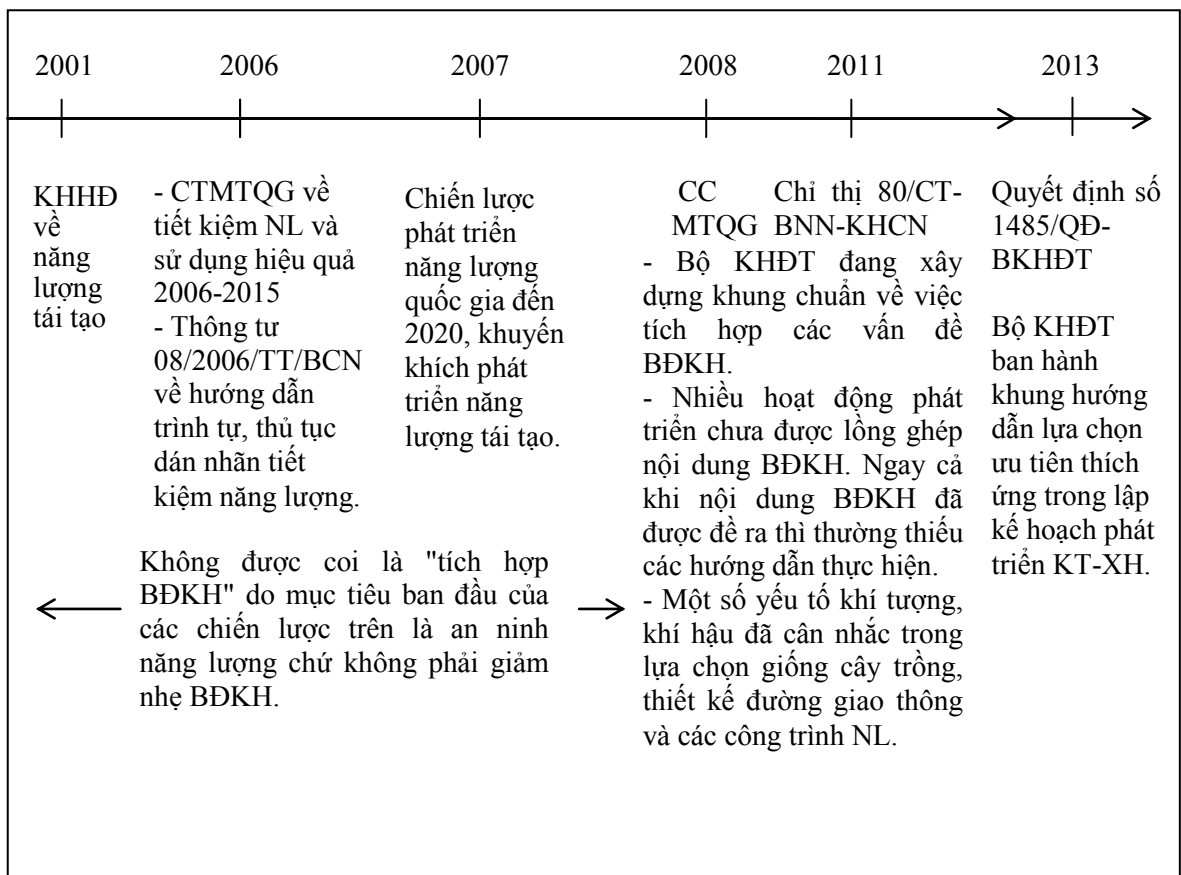 2001 2006 2007 2008 2011 2013
KHHĐ
về
năng
lượng
tái tạo
- CTMTQG về
tiết kiệm NL và
sử dụng hiệu quả
2006-2015
- Thông tư
08/2006/TT/BCN
về hướng dẫn
trình tự, thủ tục
dán nhãn tiết
kiệm năng lượng.
Chiến lược
phát triển
năng lượng
quốc gia đến
2020, khuyến
khích phát
triển năng
lượng tái tạo.
Không được coi là "tích hợp
BĐKH" do mục tiêu ban đầu của
các chiến lược trên là an ninh
năng lượng chứ không phải giảm
nhẹ BĐKH.
CC Chỉ thị 80/CT-
MTQG BNN-KHCN
- Bộ KHĐT đang xây
dựng khung chuẩn về việc
tích hợp các vấn đề
BĐKH.
- Nhiều hoạt động phát
triển chưa được lồng ghép
nội dung BĐKH. Ngay cả
khi nội dung BĐKH đã
được đề ra thì thường thiếu
các hướng dẫn thực hiện.
- Một số yếu tố khí tượng,
khí hậu đã cân nhắc trong
lựa chọn giống cây trồng,
thiết kế đường giao thông
và các công trình NL.
Quyết định số
1485/QĐ-
BKHĐT
Bộ KHĐT
ban hành
khung hướng
dẫn lựa chọn
ưu tiên thích
ứng trong lập
kế hoạch phát
triển KT-XH.